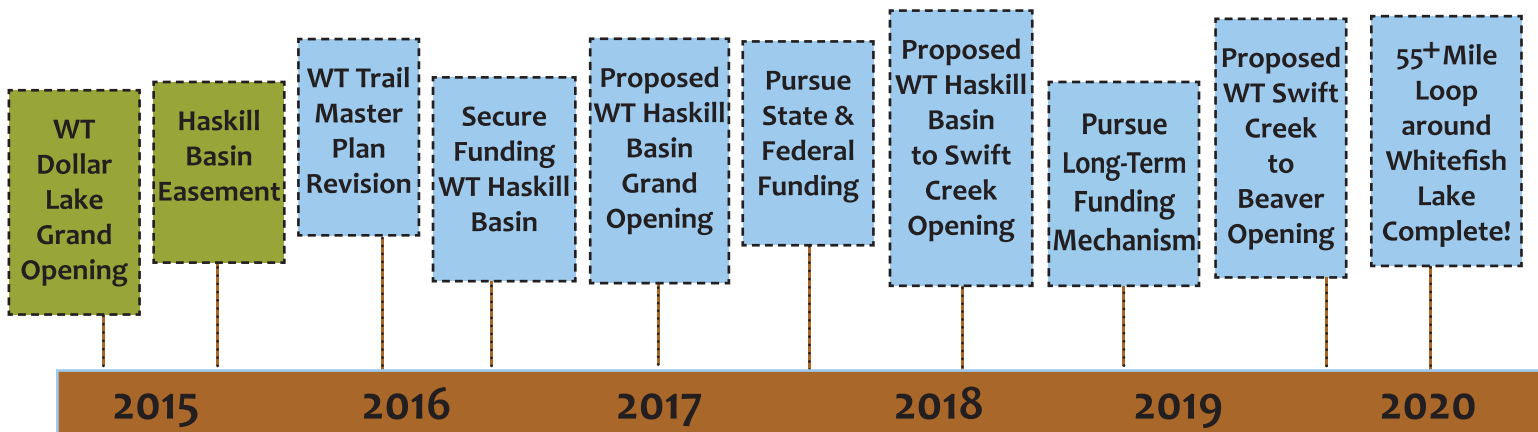 WT
Dollar
Lake
Grand
Opening
Haskill
Basin
Easement
WT Trail
Master
Plan
Revision
Secure
Funding
WT Haskill
Basin
Proposed
WT Haskill
Basin
Grand
Opening
Pursue
State &
Federal
Funding
Proposed
WT Haskill
Basin
to Swift
Creek
Opening
Pursue
Long-Term
Funding
Mechanism
Proposed
WT Swift
Creek
to
Beaver
Opening
55+Mile
Loop
around
Whitefish
Lake
Complete!
2015 2016 2017 2018 2019 2020